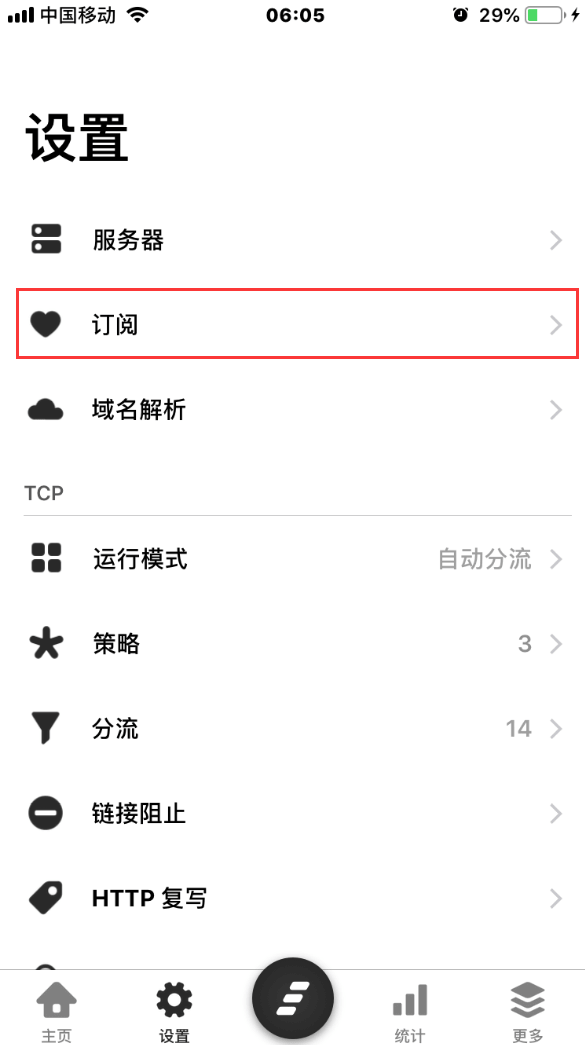 中国移动 06:05 29%
设置
服务器
订阅
域名解析
TCP
运行模式 自动分流
策略 3
分流 14
链接阻止
HTTP 复写
主页 设置 统计 更多